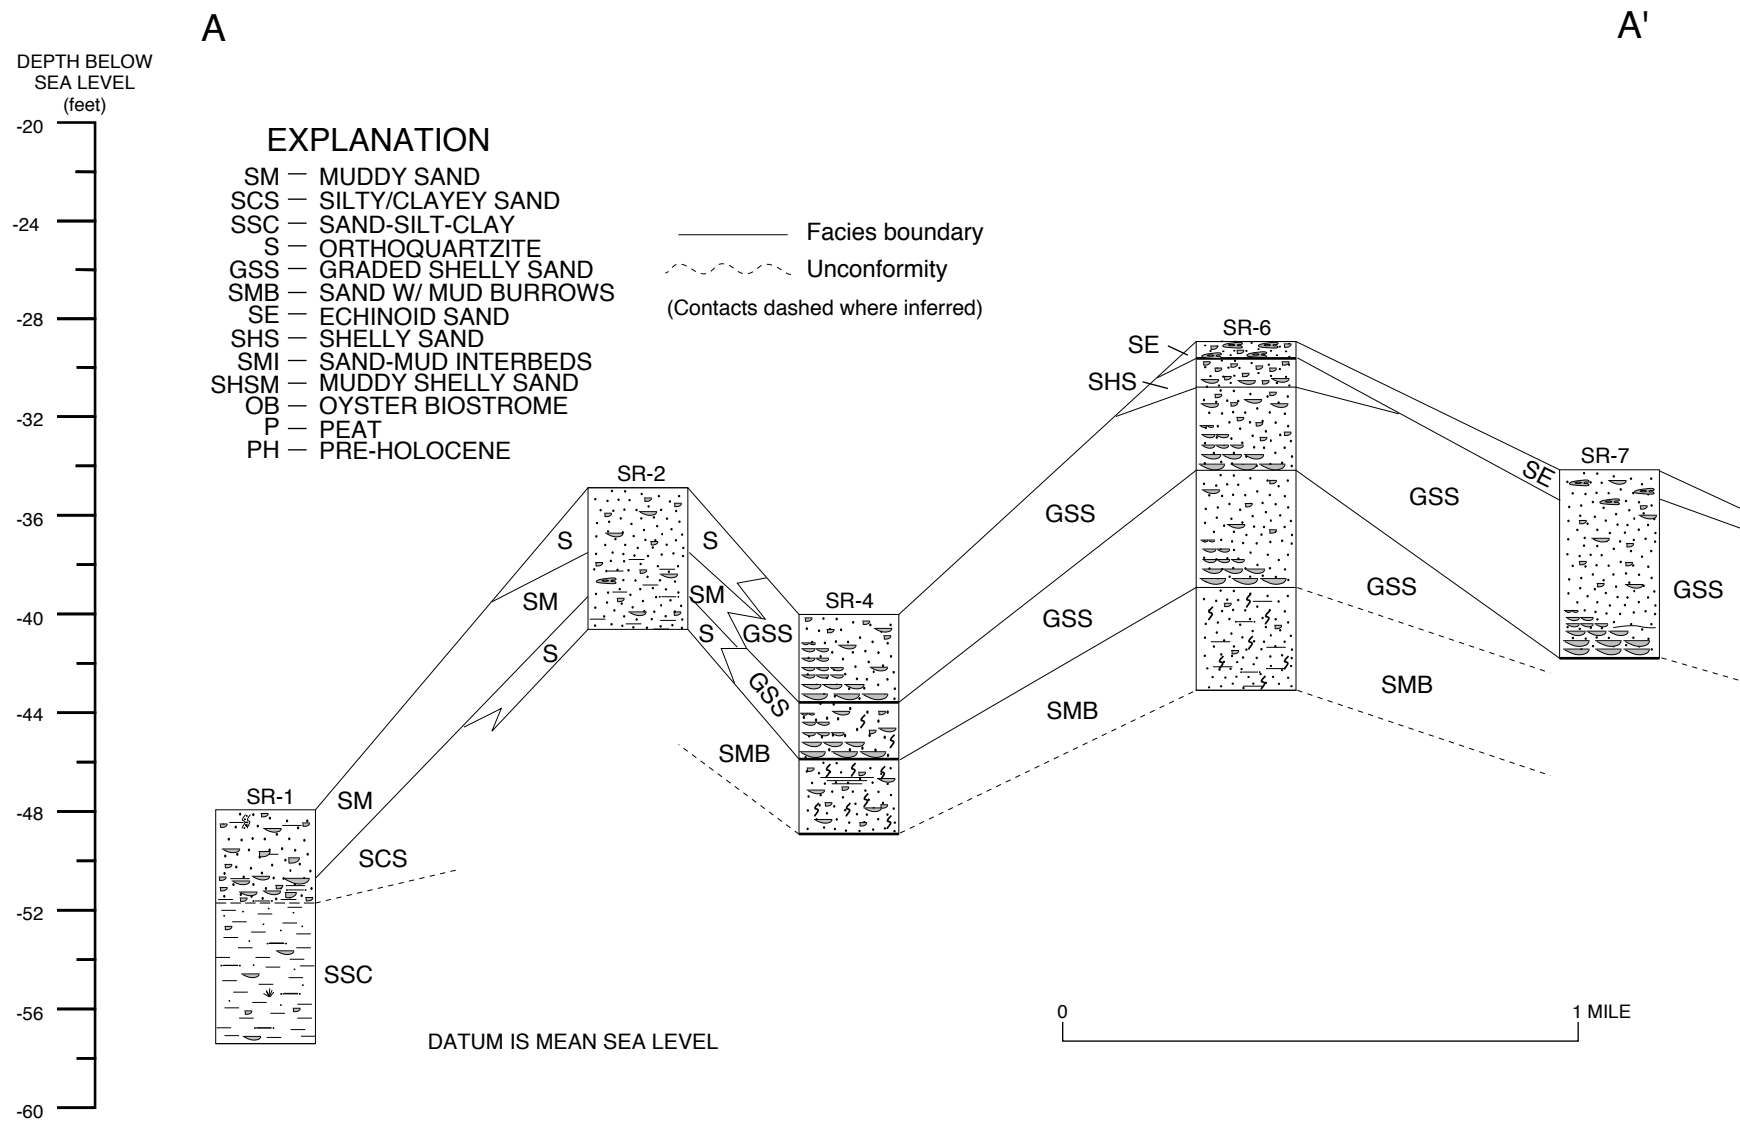 A A'
DEPTH BELOW
SEA LEVEL
(feet)
-20
-24
-28
-32
-36
-40
-44
-48
-52
-56
-60
EXPLANATION
SM — MUDDY SAND
SCS — SILTY/CLAYEY SAND
SSC — SAND-SILT-CLAY
S — ORTHOQUARTZITE
GSS — GRADED SHELLY SAND
SMB — SAND W/ MUD BURROWS
SE — ECHINOID SAND
SHS — SHELLY SAND
SMI — SAND-MUD INTERBEDS
SHSM — MUDDY SHELLY SAND
OB — OYSTER BIOSTROME
P — PEAT
PH — PRE-HOLOCENE
Facies boundary
Unconformity
(Contacts dashed where inferred)
SR-1
SM
SCS
SSC
SR-2
S
SM
S
S
SM
S
GSS
GSS
SMB
SR-4
GSS
GSS
SMB
SE
SHS
SR-6
SE
GSS
GSS
SMB
SR-7
GSS
0 1 MILE
DATUM IS MEAN SEA LEVEL